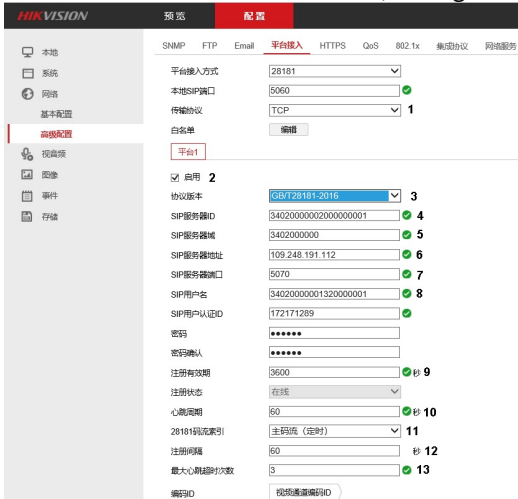 HIKVISION 预览 配置
本地
系统
网络
基本配置
高级配置
视音频
图像
事件
存储
SNMP FTP Email 平台接入 HTTPS QoS 802.1x 集成协议 网络服务
平台接入方式 28181
本地SIP端口 5060
传输协议 TCP 1
白名单 编辑
平台1
启用 2
协议版本 GB/T28181-2016 3
SIP服务器ID 34020000002000000001 4
SIP服务器域 3402000000 5
SIP服务器地址 109.248.191.112 6
SIP服务器端口 5070 7
SIP用户名 34020000001320000001 8
SIP用户认证ID 172171289
密码 ●●●●●●
密码确认 ●●●●●●
注册有效期 3600 秒 9
注册状态 在线
心跳周期 60 秒 10
28181码流索引 主码流（定时） 11
注册间隔 60 秒 12
最大心跳超时次数 3 13
编码ID 视频通道编码ID